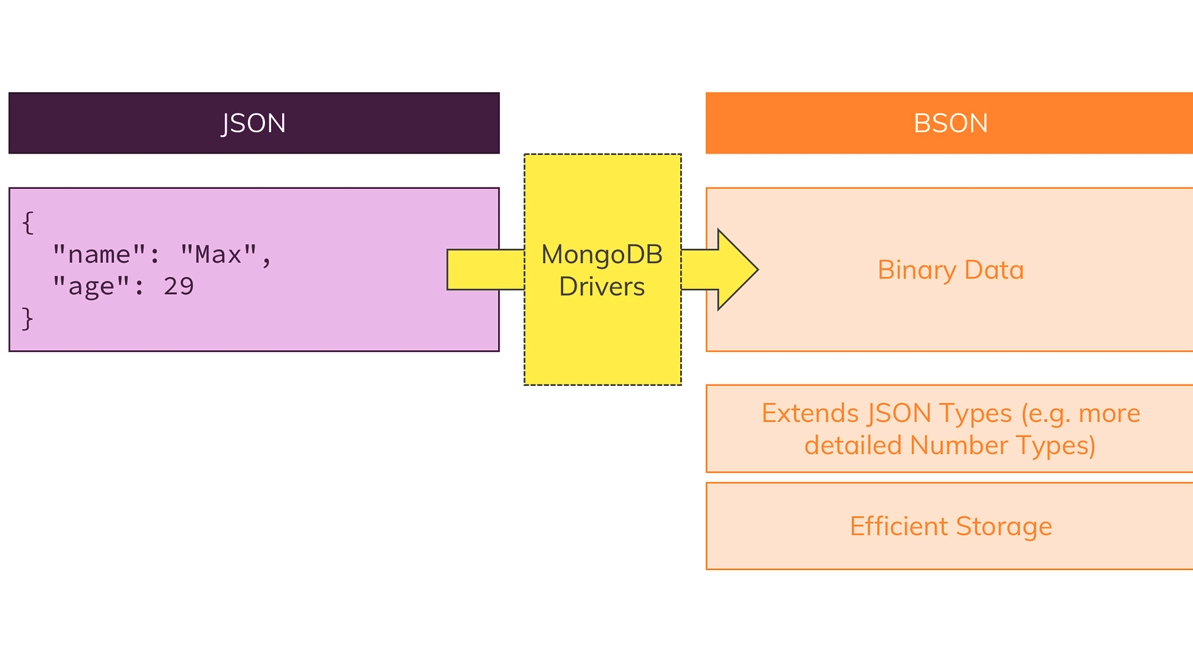 JSON
BSON
{
  "name": "Max",
  "age": 29
}
MongoDB
Drivers
Binary Data
Extends JSON Types (e.g. more
detailed Number Types)
Efficient Storage